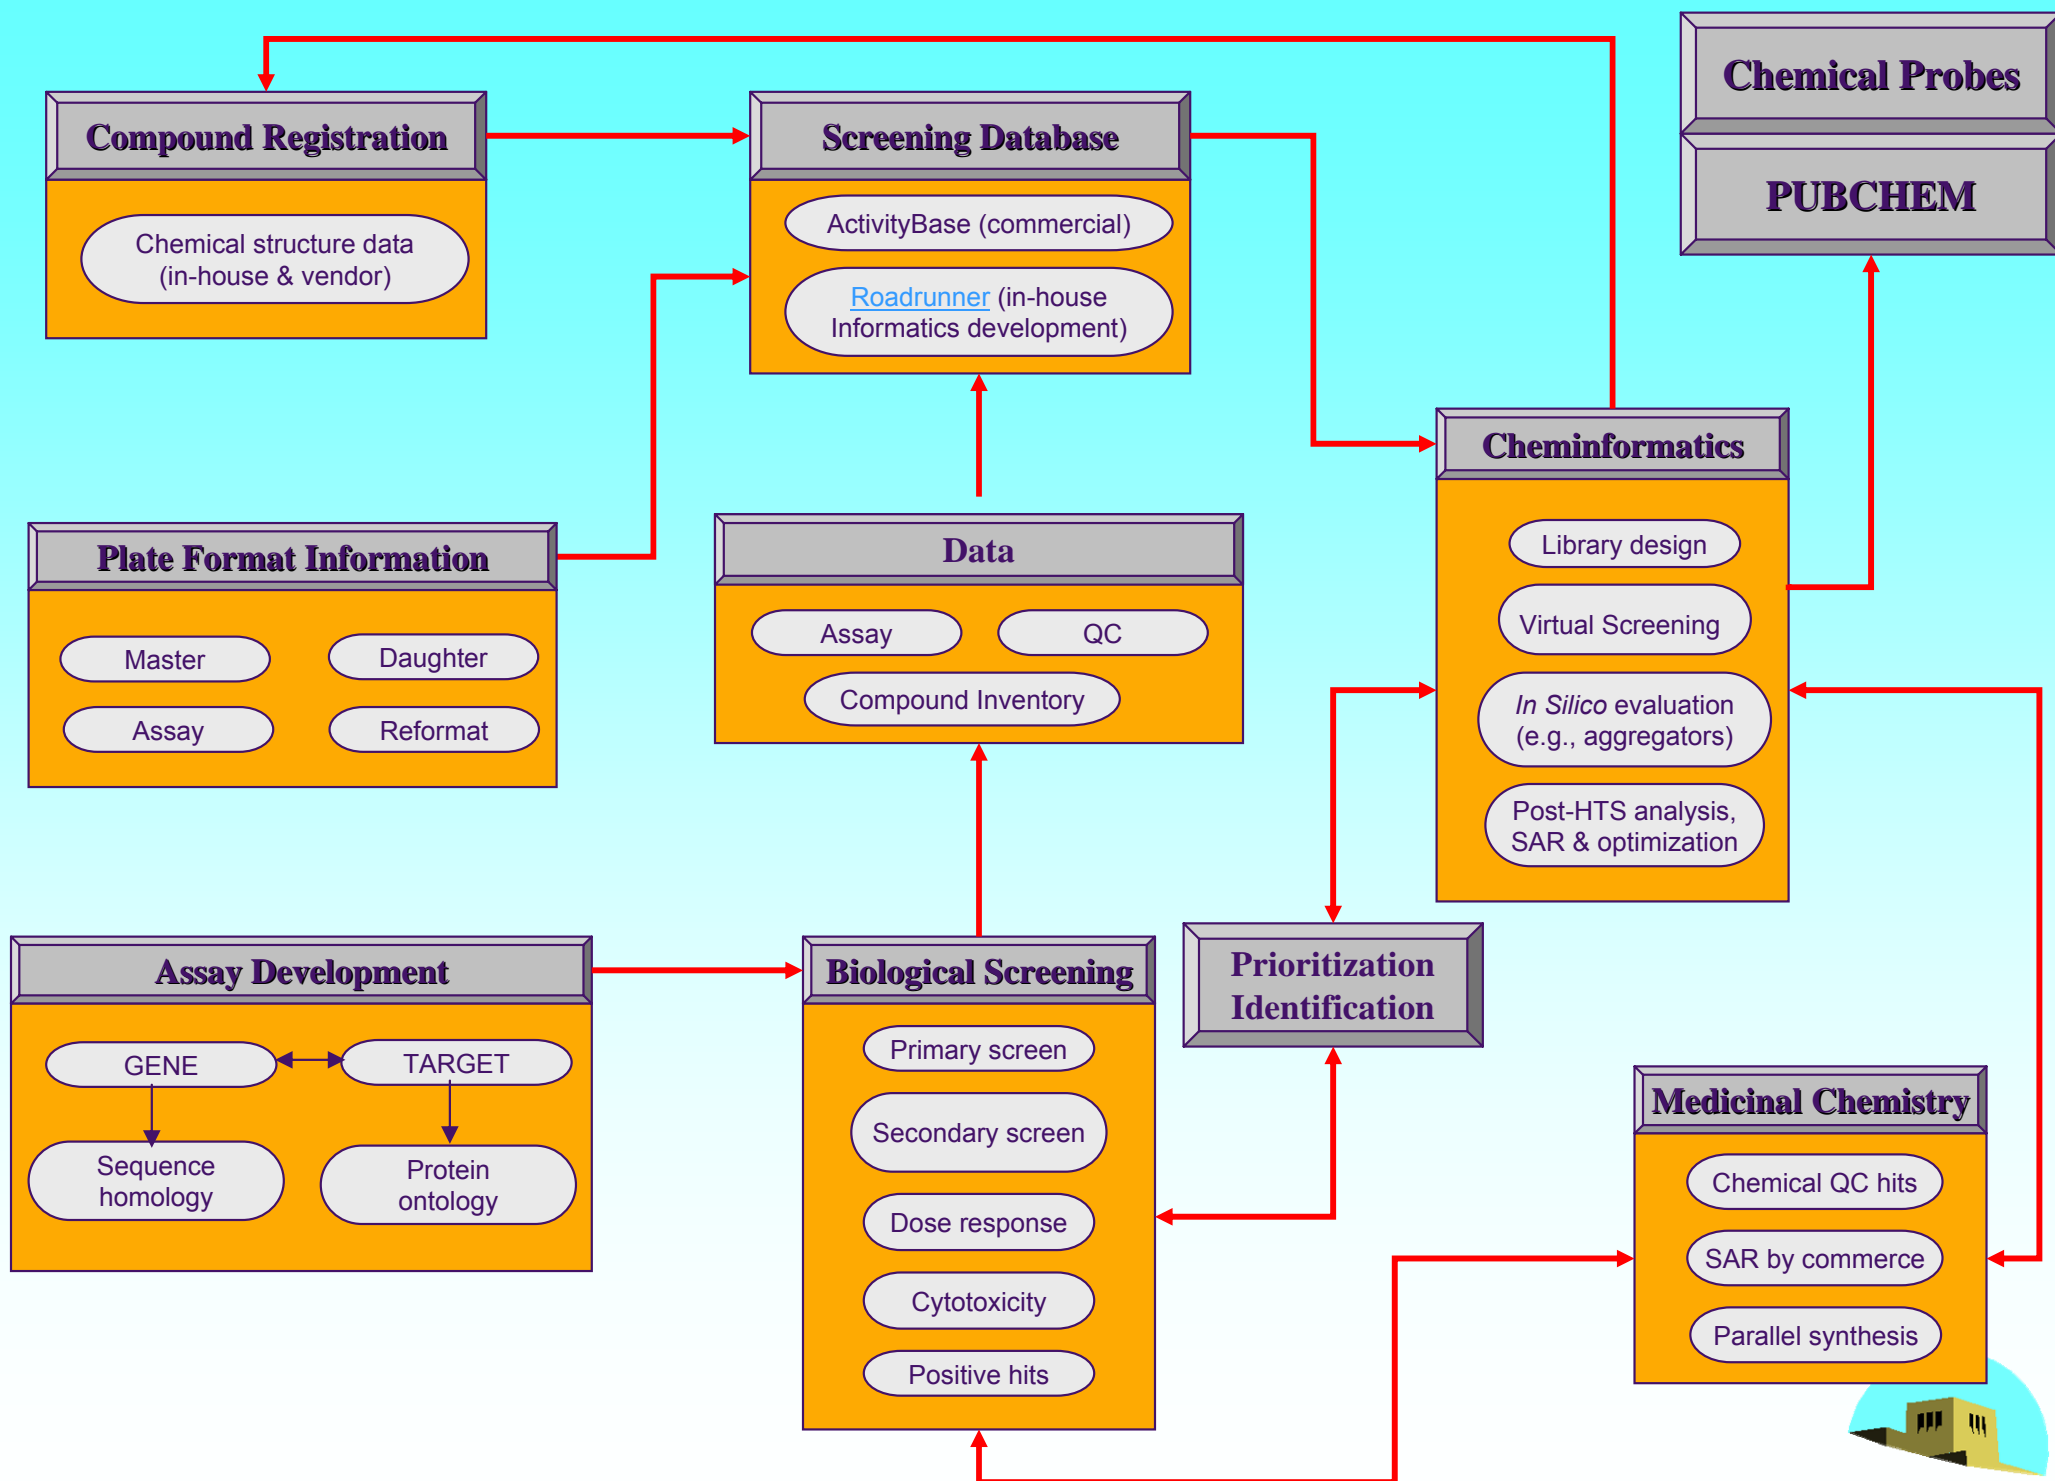 Chemical Probes
PUBCHEM
Compound Registration
Chemical structure data
(in-house & vendor)
Screening Database
ActivityBase (commercial)
Roadrunner (in-house
Informatics development)
Cheminformatics
Library design
Virtual Screening
In Silico evaluation
(e.g., aggregators)
Post-HTS analysis,
SAR & optimization
Plate Format Information
Master
Daughter
Assay
Reformat
Data
Assay
QC
Compound Inventory
Assay Development
GENE
TARGET
Sequence
homology
Protein
ontology
Biological Screening
Primary screen
Secondary screen
Dose response
Cytotoxicity
Positive hits
Prioritization
Identification
Medicinal Chemistry
Chemical QC hits
SAR by commerce
Parallel synthesis